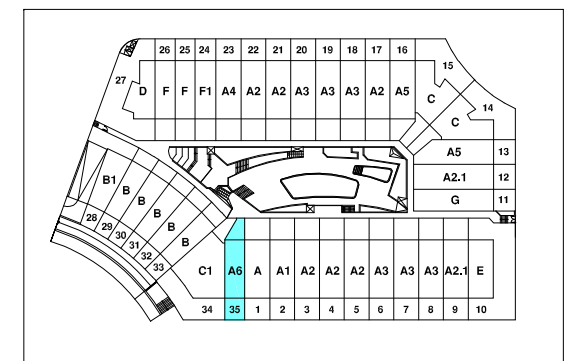 26 25 24 23 22 21 20 19 18 17 16
15
27
D F F F1 A4 A2 A2 A3 A3 A3 A2 A5
C
14
C
A5 13
A2.1 12
G 11
B1
B
B
B
B
B
28
29
30
31
32
33
C1 A6 A A1 A2 A2 A2 A3 A3 A3 A2.1 E
34 35 1 2 3 4 5 6 7 8 9 10